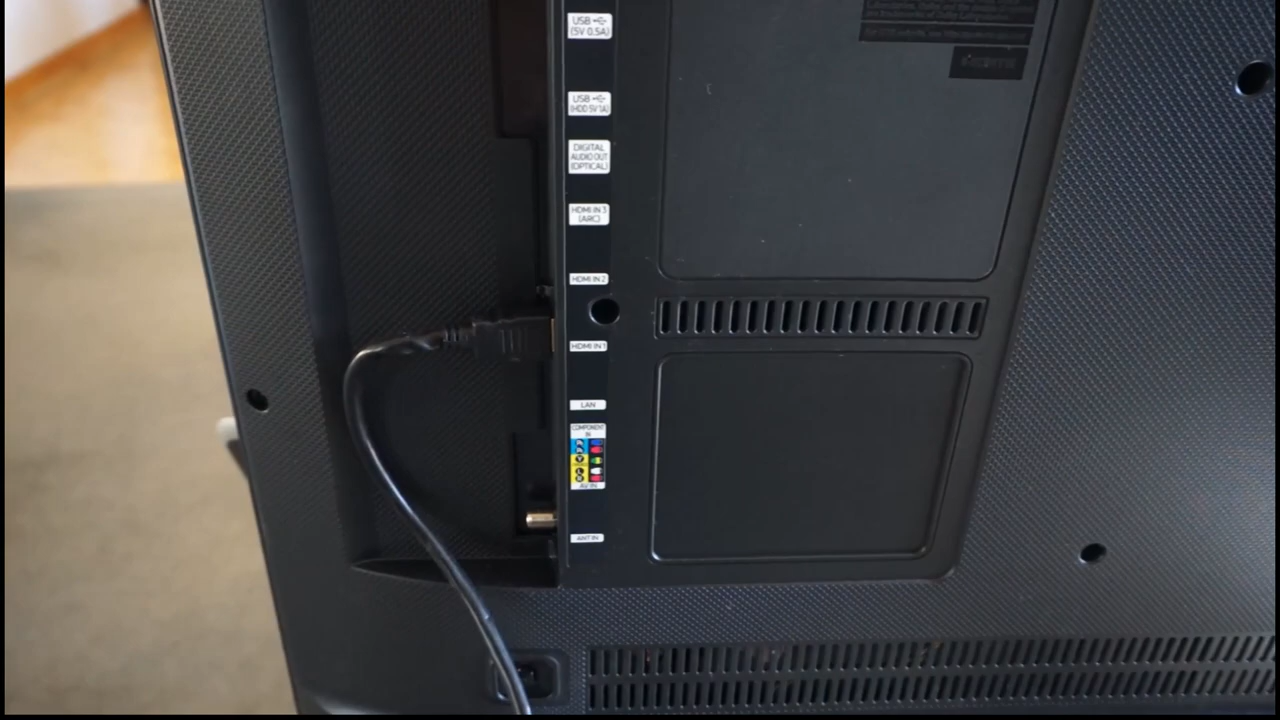 USB
(5V 0.5A)
USB
(HDD 5V 1A)
DIGITAL
AUDIO OUT
(OPTICAL)
HDMI IN 3
(ARC)
HDMI IN 2
HDMI IN 1
LAN
COMPONENT
IN
AV IN
ANT IN